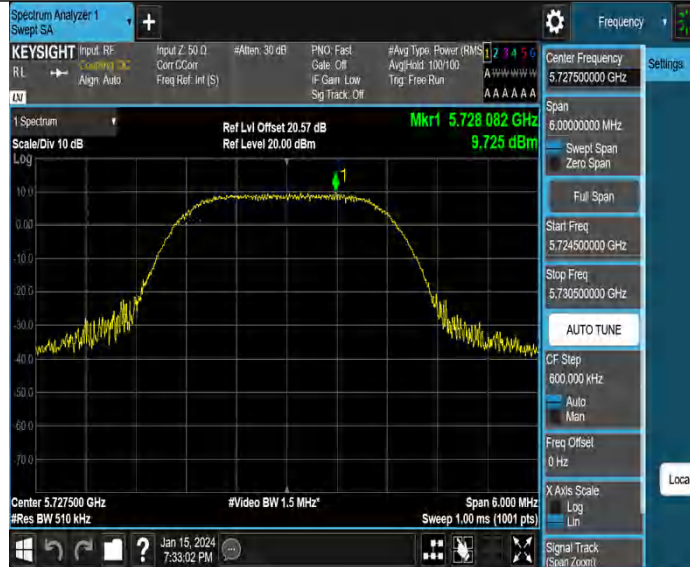 Spectrum Analyzer 1
Swept SA
+
Frequency
KEYSIGHT
RL
Input: RF
Coupling: DC
Align: Auto
Input Z: 50 Ω
Corr CCorr
Freq Ref: Int (S)
#Atten: 30 dB
PNO: Fast
Gate: Off
IF Gain: Low
Sig Track: Off
#Avg Type: Power (RMS
Avg|Hold: 100/100
Trig: Free Run
1 2 3 4 5 6
A W W W W W
A A A A A A
LXI
1 Spectrum
Scale/Div 10 dB
Log
Ref Lvl Offset 20.57 dB
Ref Level 20.00 dBm
Mkr1 5.728 082 GHz
9.725 dBm
1
10.0
0.00
-10.0
-20.0
-30.0
-40.0
-50.0
-60.0
-70.0
Center 5.727500 GHz
#Res BW 510 kHz
#Video BW 1.5 MHz*
Span 6.000 MHz
Sweep 1.00 ms (1001 pts)
?
Jan 15, 2024
7:33:02 PM
Center Frequency
5.727500000 GHz
Settings
Span
6.00000000 MHz
Swept Span
Zero Span
Full Span
Start Freq
5.724500000 GHz
Stop Freq
5.730500000 GHz
AUTO TUNE
CF Step
600.000 kHz
Auto
Man
Freq Offset
0 Hz
X Axis Scale
Log
Lin
Signal Track
(Span Zoom)
Loca